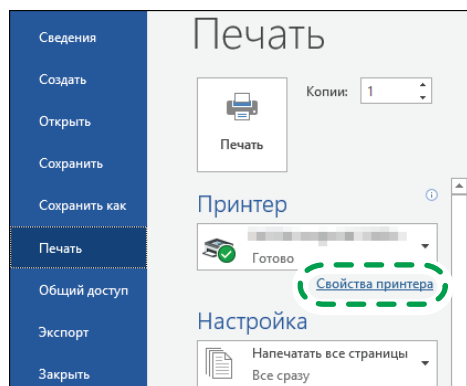 Сведения
Создать
Открыть
Сохранить
Сохранить как
Печать
Общий доступ
Экспорт
Закрыть
Печать
Копии: 1
Печать
Принтер
Готово
Свойства принтера
Настройка
Напечатать все страницы
Все сразу